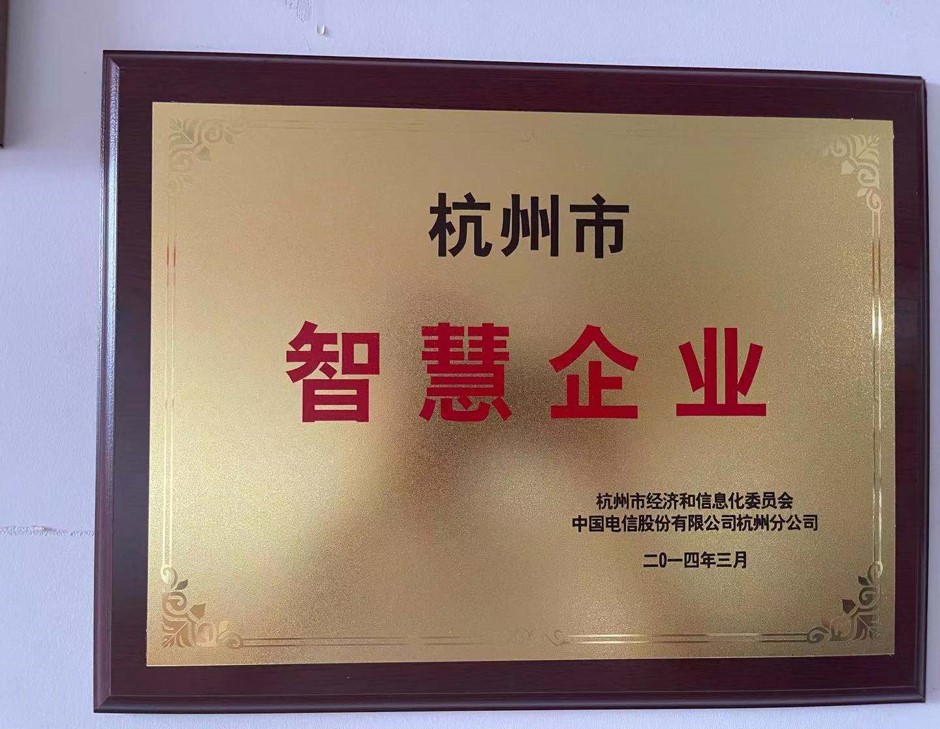 杭州市
智慧企业
杭州市经济和信息化委员会
中国电信股份有限公司杭州分公司
二0一四年三月